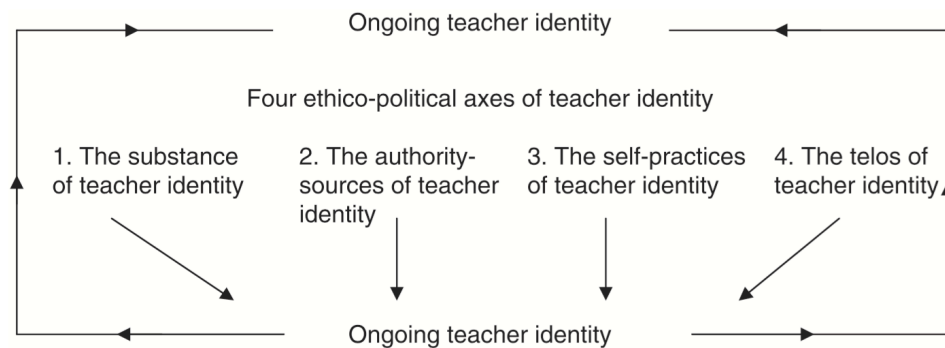 Ongoing teacher identity
Four ethico-political axes of teacher identity
1. The substance
of teacher identity
2. The authority-
sources of teacher
identity
3. The self-practices
of teacher identity
4. The telos of
teacher identity
Ongoing teacher identity